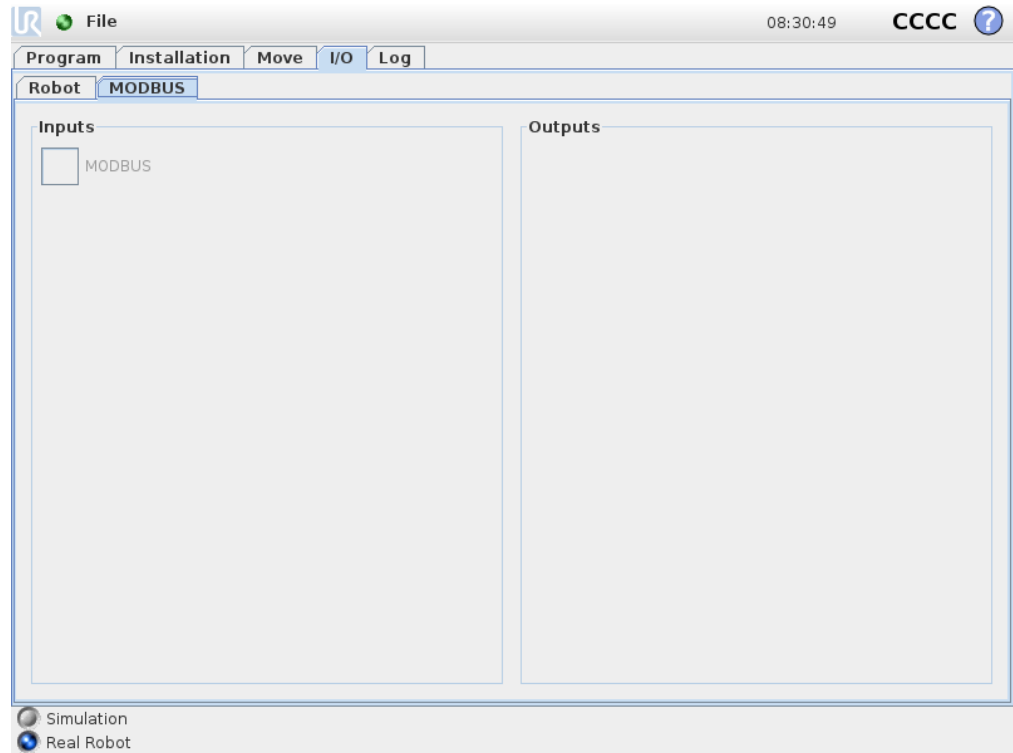 File 08:30:49 CCCC ?
Program Installation Move I/O Log
Robot MODBUS
Inputs Outputs
MODBUS
Simulation
Real Robot